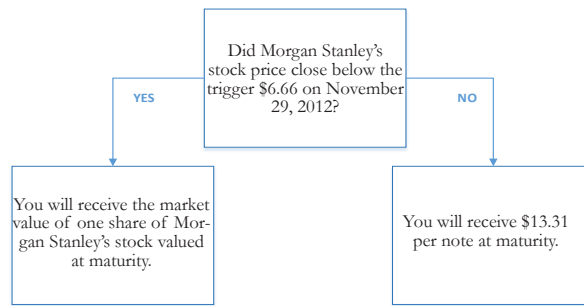 Did Morgan Stanley's
stock price close below the
trigger $6.66 on November
29, 2012?
YES
NO
You will receive the market
value of one share of Mor-
gan Stanley's stock valued
at maturity.
You will receive $13.31
per note at maturity.